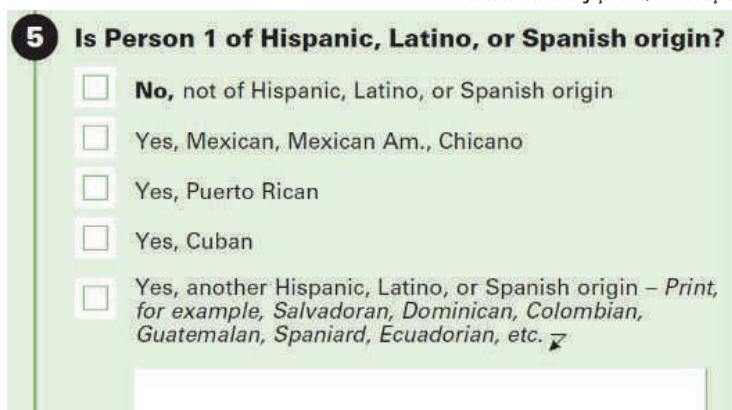 5 Is Person 1 of Hispanic, Latino, or Spanish origin?
No, not of Hispanic, Latino, or Spanish origin
Yes, Mexican, Mexican Am., Chicano
Yes, Puerto Rican
Yes, Cuban
Yes, another Hispanic, Latino, or Spanish origin – Print,
for example, Salvadoran, Dominican, Colombian,
Guatemalan, Spaniard, Ecuadorian, etc.